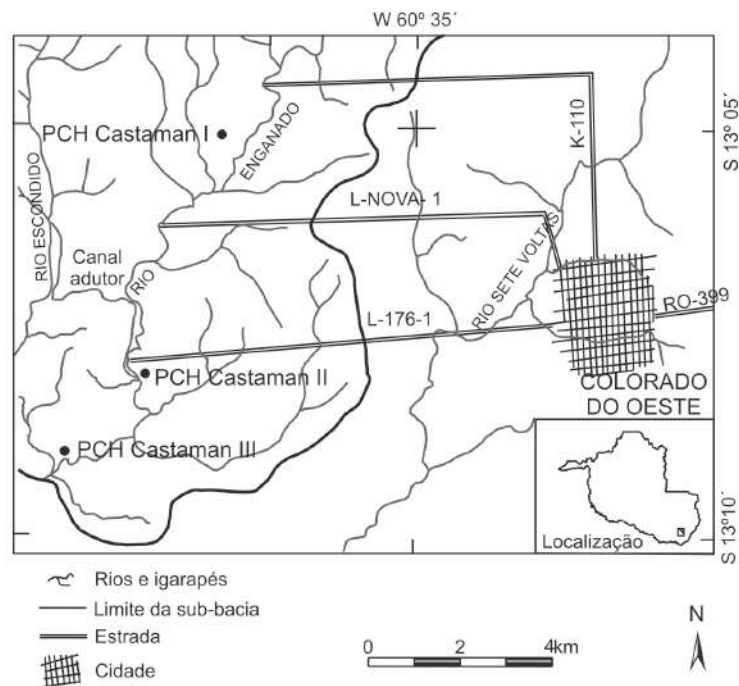 W 60º 35´
PCH Castaman I
ENGANADO
K-110
S 13º 05´
RIO ESCONDIDO
L-NOVA- 1
Canal
adutor
RIO
RIO SETE VOLTAS
L-176-1
RO-399
PCH Castaman II
COLORADO
DO OESTE
PCH Castaman III
Localização
S 13º10´
Rios e igarapés
Limite da sub-bacia
Estrada
Cidade
0 2 4km
N